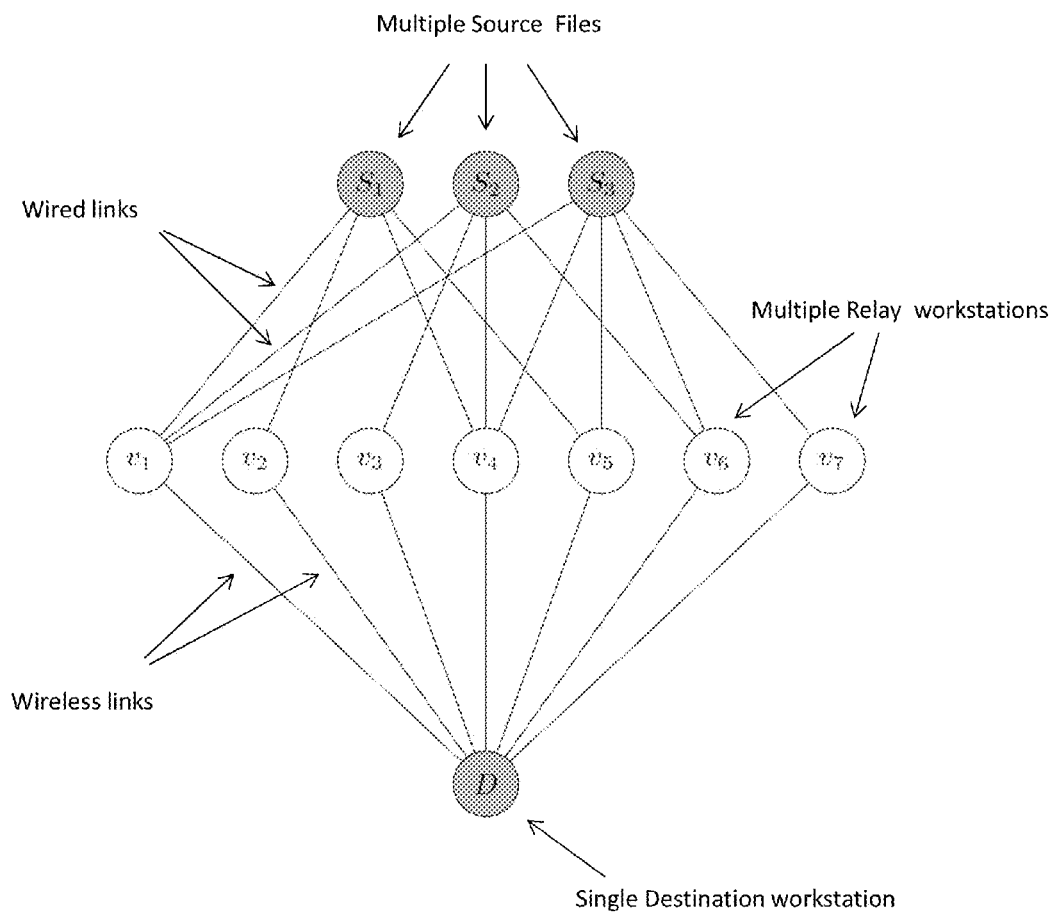 Multiple Source Files
S₁ S₂ S₃
Wired links
Multiple Relay workstations
v₁ v₂ v₃ v₄ v₅ v₆ v₇
Wireless links
D
Single Destination workstation